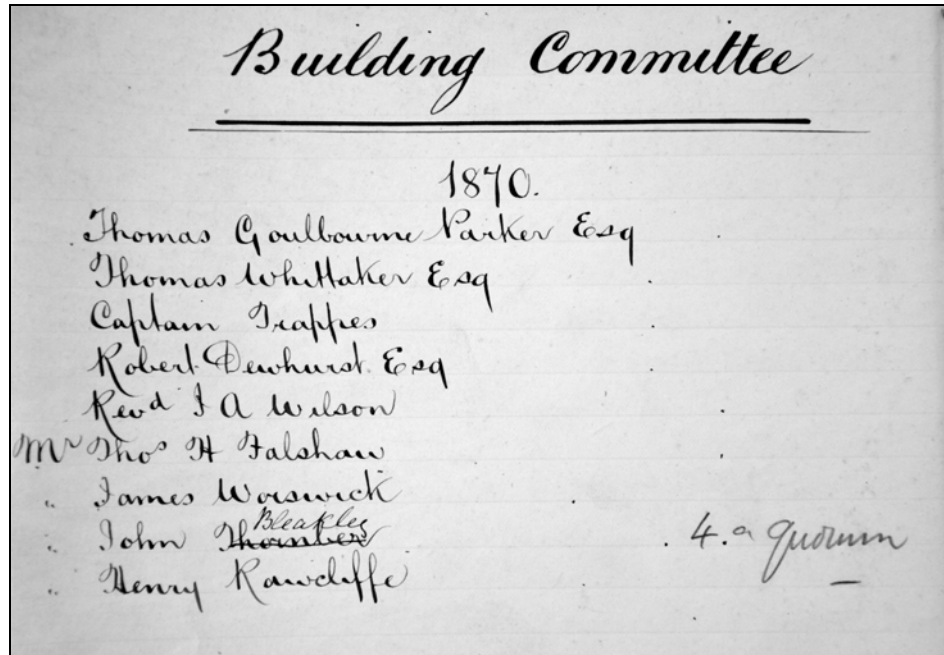 Building Committee
1870.
Thomas Goulbourne Parker Esq
Thomas Whittaker Esq
Captain Trappes
Robert Dewhurst Esq
Revd I A Wilson
Mr Thos H Falshaw
" James Worswick
" John Thornber Bleakley 4. a quorum
" Henry Rawcliffe